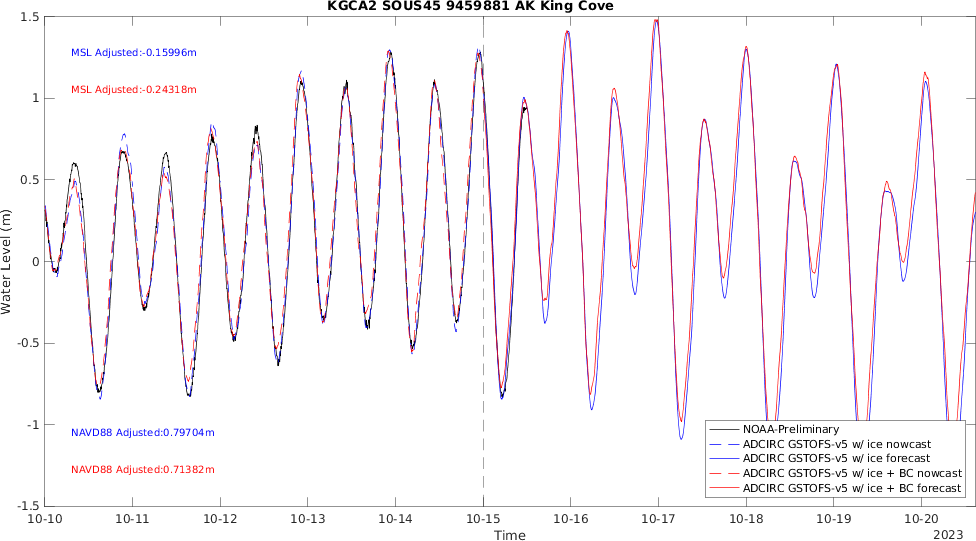 KGCA2 SOUS45 9459881 AK King Cove
1.5
1
0.5
0
-0.5
-1
-1.5
Water Level (m)
MSL Adjusted:-0.15996m
MSL Adjusted:-0.24318m
NAVD88 Adjusted:0.79704m
NAVD88 Adjusted:0.71382m
NOAA-Preliminary
ADCIRC GSTOFS-v5 w/ ice nowcast
ADCIRC GSTOFS-v5 w/ ice forecast
ADCIRC GSTOFS-v5 w/ ice + BC nowcast
ADCIRC GSTOFS-v5 w/ ice + BC forecast
10-10 10-11 10-12 10-13 10-14 10-15 10-16 10-17 10-18 10-19 10-20
Time
2023